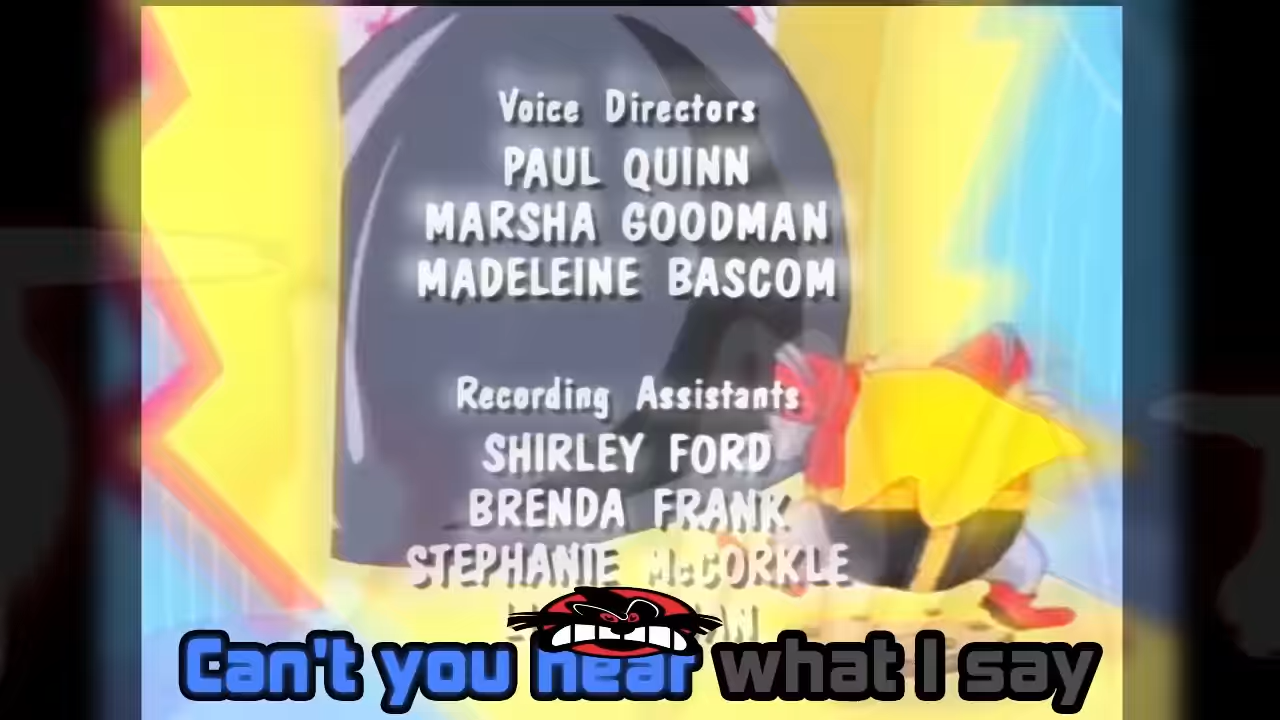 Voice Directors
PAUL QUINN
MARSHA GOODMAN
MADELEINE BASCOM
Recording Assistants
SHIRLEY FORD
BRENDA FRANK
STEPHANIE McCORKLE
Can't you hear what I say